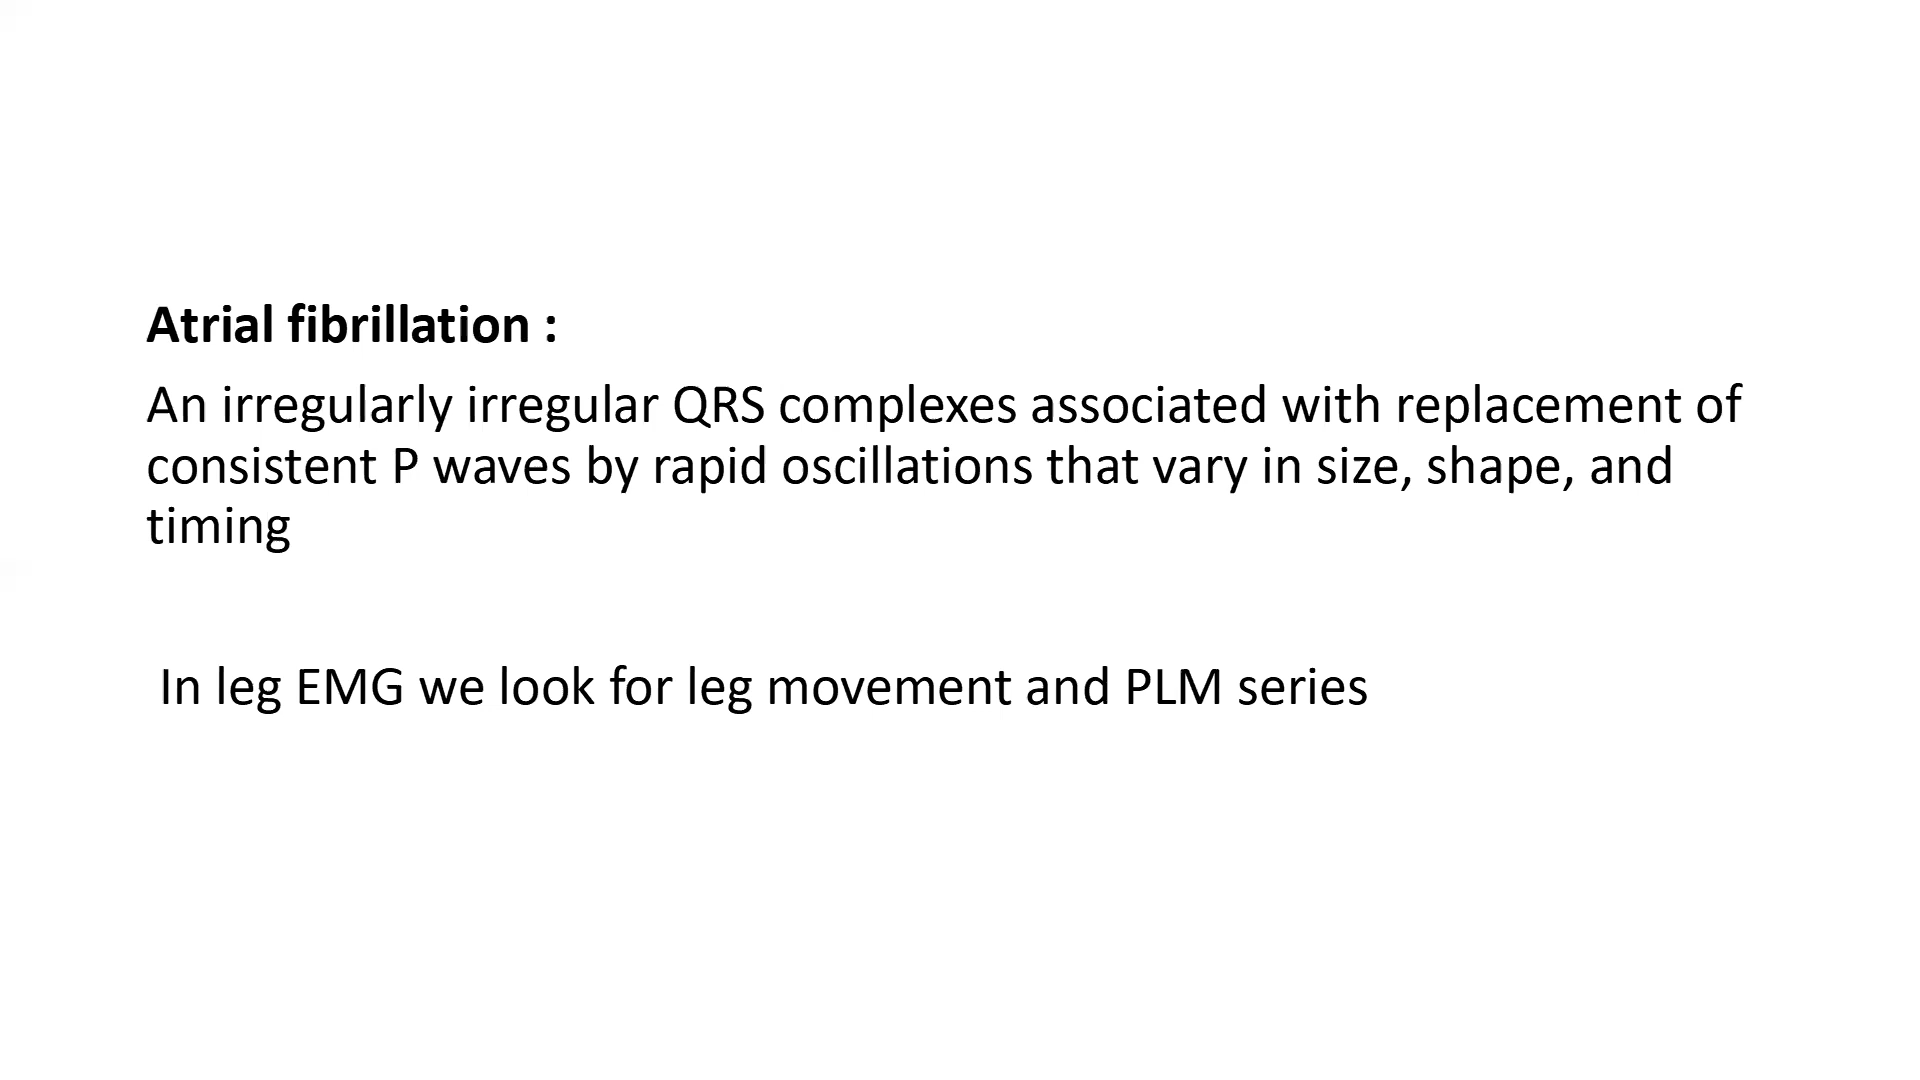 Atrial fibrillation :
An irregularly irregular QRS complexes associated with replacement of
consistent P waves by rapid oscillations that vary in size, shape, and
timing
In leg EMG we look for leg movement and PLM series